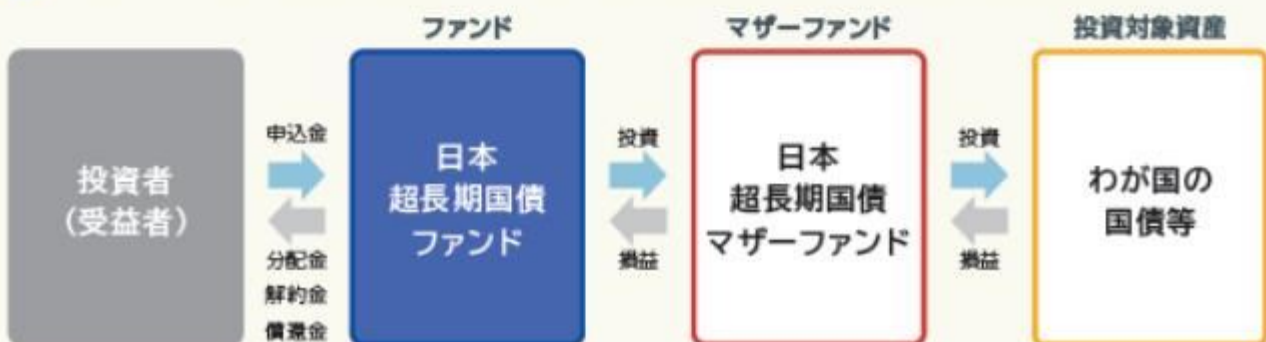 ファンド
マザーファンド
投資対象資産
投資者
(受益者)
申込金
分配金
解約金
償還金
日本
超長期国債
ファンド
投資
損益
日本
超長期国債
マザーファンド
投資
損益
わが国の
国債等